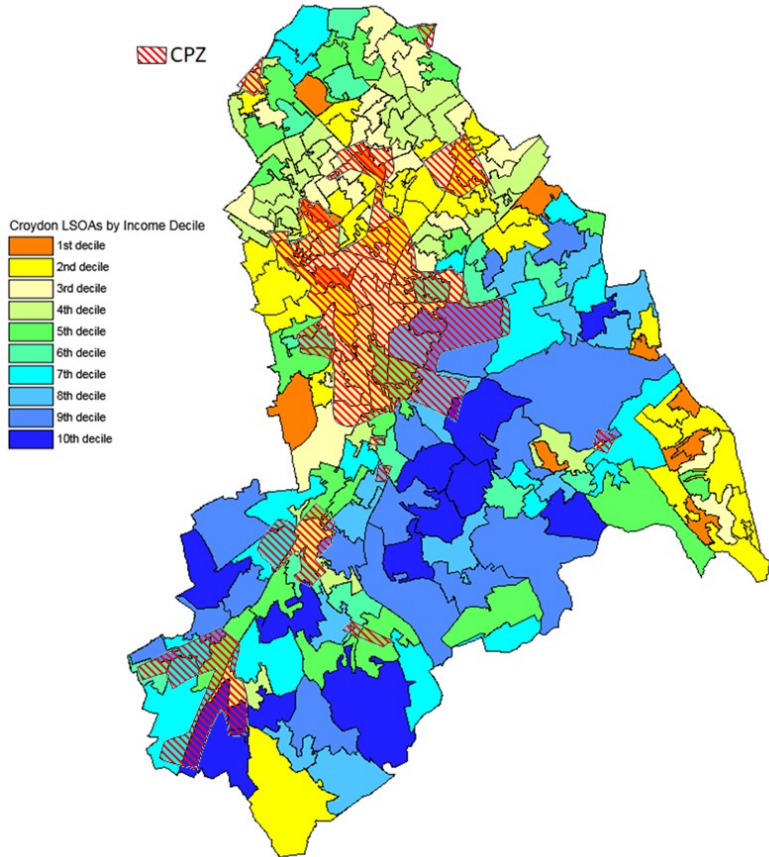 CPZ
Croydon LSOAs by Income Decile
1st decile
2nd decile
3rd decile
4th decile
5th decile
6th decile
7th decile
8th decile
9th decile
10th decile